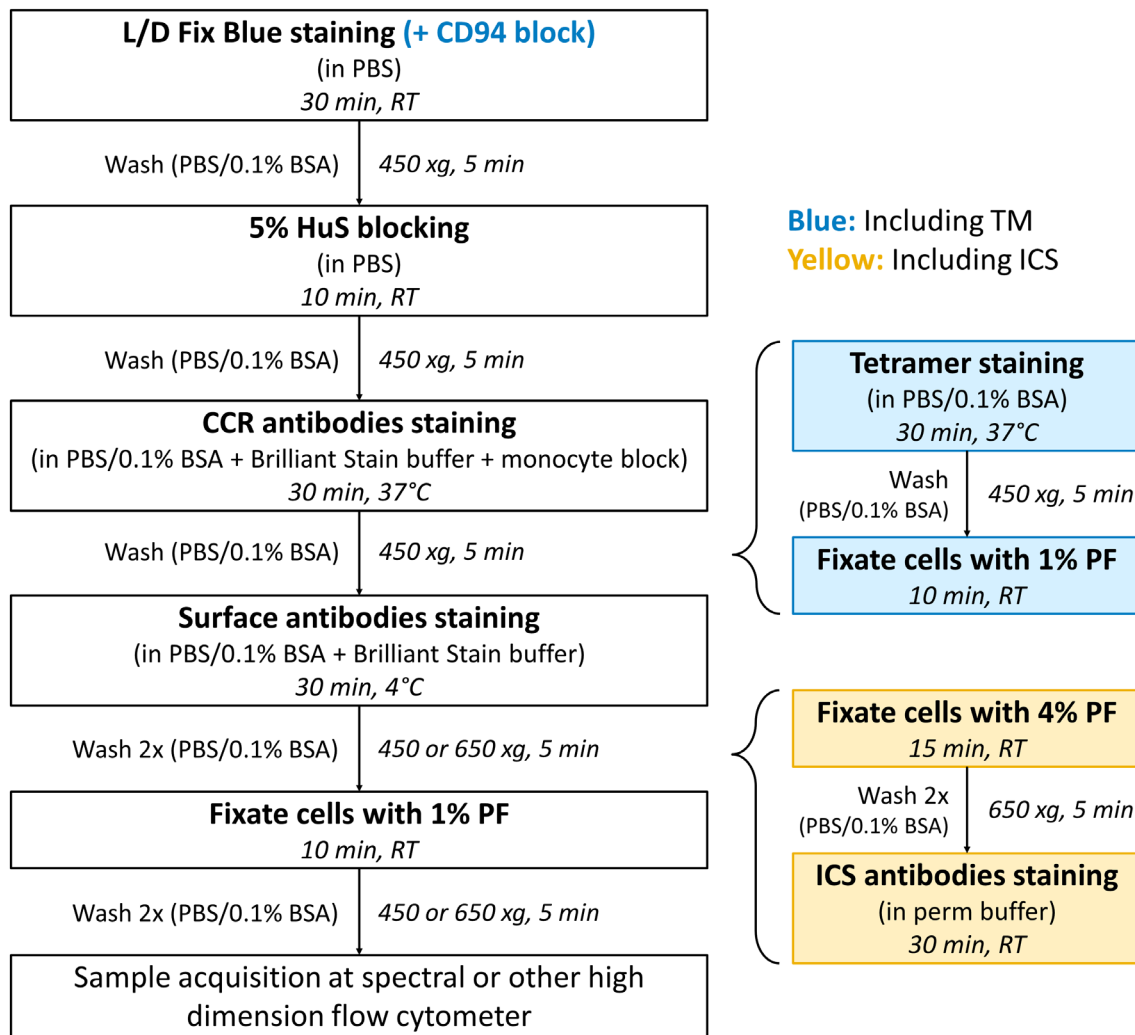 L/D Fix Blue staining (+ CD94 block)
(in PBS)
30 min, RT
Wash (PBS/0.1% BSA)
450 xg, 5 min
5% HuS blocking
(in PBS)
10 min, RT
Wash (PBS/0.1% BSA)
450 xg, 5 min
CCR antibodies staining
(in PBS/0.1% BSA + Brilliant Stain buffer + monocyte block)
30 min, 37°C
Wash (PBS/0.1% BSA)
450 xg, 5 min
Surface antibodies staining
(in PBS/0.1% BSA + Brilliant Stain buffer)
30 min, 4°C
Wash 2x (PBS/0.1% BSA)
450 or 650 xg, 5 min
Fixate cells with 1% PF
10 min, RT
Wash 2x (PBS/0.1% BSA)
450 or 650 xg, 5 min
Sample acquisition at spectral or other high
dimension flow cytometer
Blue: Including TM
Yellow: Including ICS
Tetramer staining
(in PBS/0.1% BSA)
30 min, 37°C
Wash
(PBS/0.1% BSA)
450 xg, 5 min
Fixate cells with 1% PF
10 min, RT
Fixate cells with 4% PF
15 min, RT
Wash 2x
(PBS/0.1% BSA)
650 xg, 5 min
ICS antibodies staining
(in perm buffer)
30 min, RT